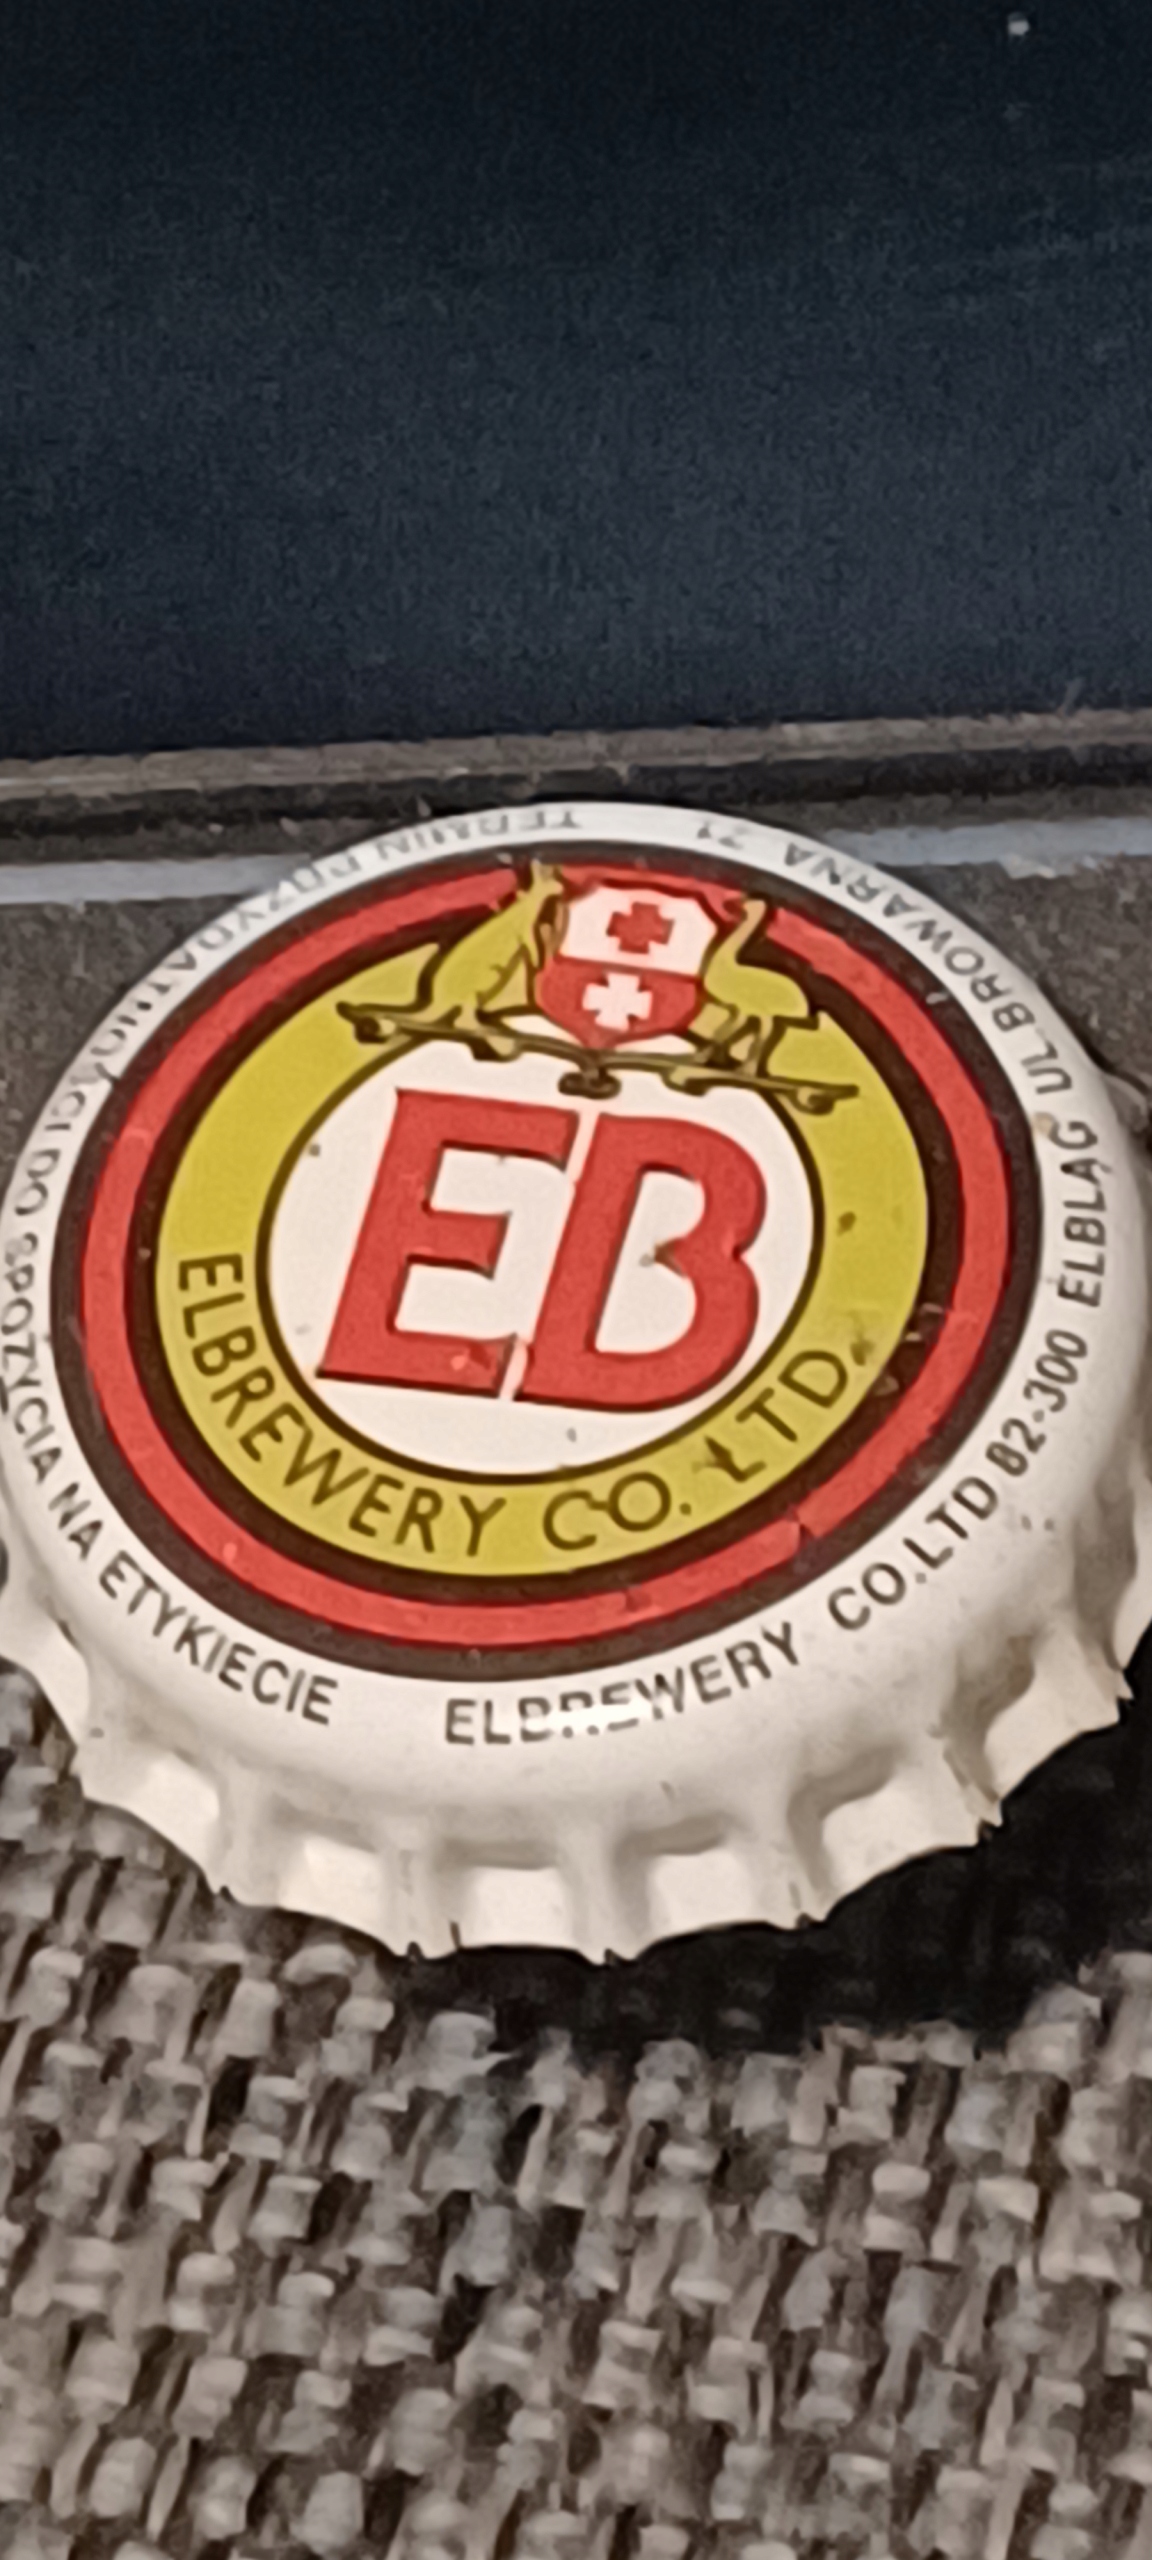 EB
ELBREWERY CO. LTD.
ELBREWERY CO.LTD 82-300 ELBLĄG UL.BROWARNA 71
TERMIN PRZYDATNOŚCI DO SPOŻYCIA NA ETYKIECIE